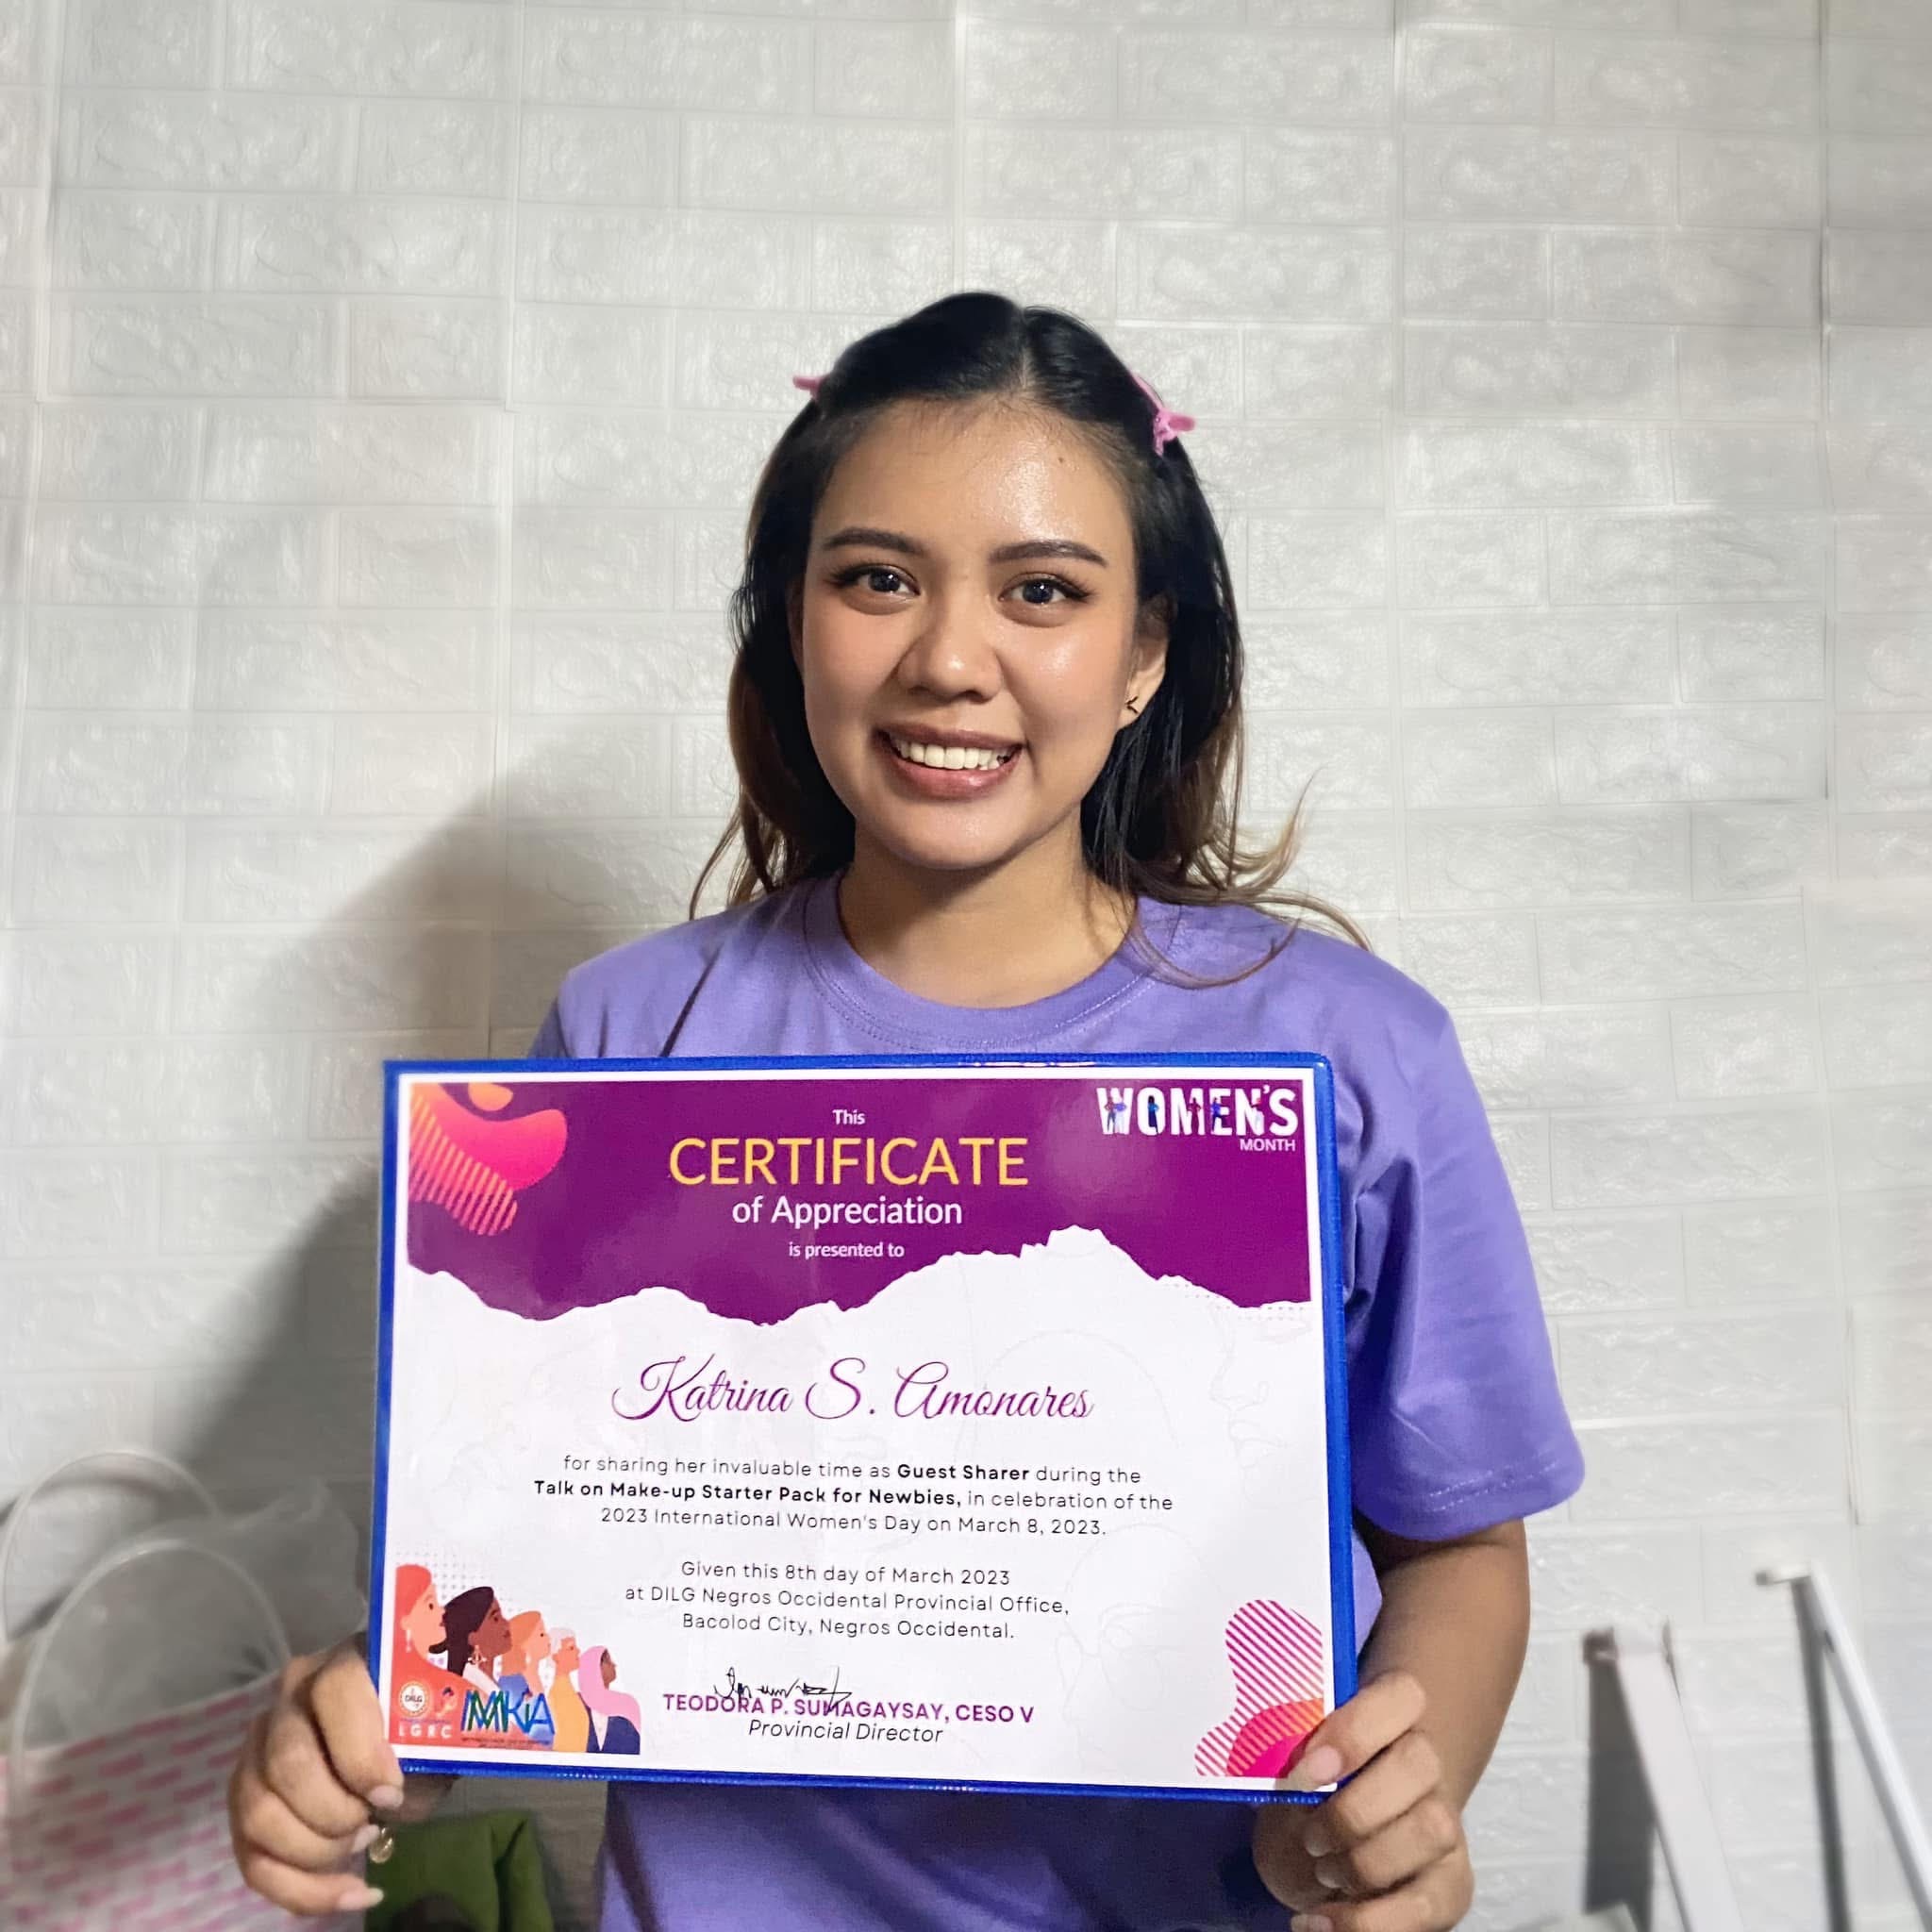 WOMEN'S
MONTH
This
CERTIFICATE
of Appreciation
is presented to
Katrina S. Amonares
for sharing her invaluable time as Guest Sharer during the
Talk on Make-up Starter Pack for Newbies, in celebration of the
2023 International Women's Day on March 8, 2023.
Given this 8th day of March 2023
at DILG Negros Occidental Provincial Office,
Bacolod City, Negros Occidental.
TEODORA P. SUMAGAYSAY, CESO V
Provincial Director
DILG
LGRC